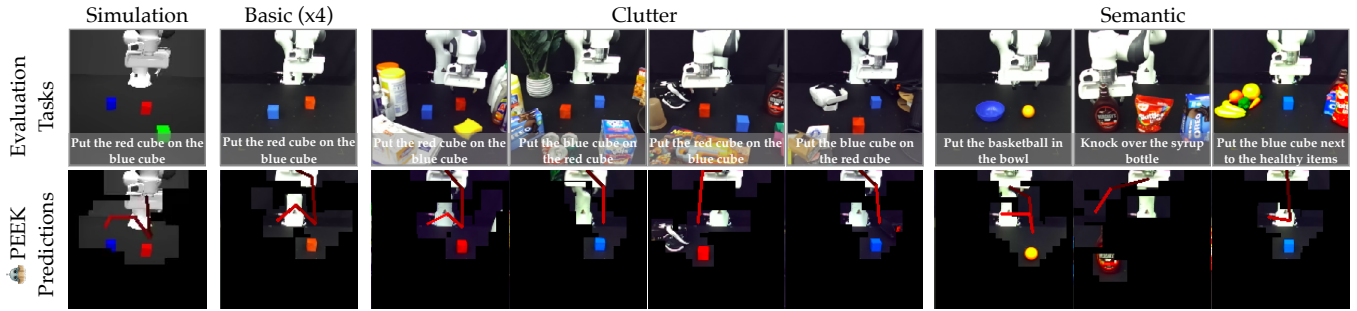 Simulation
Basic (x4)
Clutter
Semantic
Evaluation
Tasks
Put the red cube on the
blue cube
Put the red cube on the
blue cube
Put the red cube on the
blue cube
Put the blue cube on
the red cube
Put the red cube on the
blue cube
Put the blue cube on
the red cube
Put the basketball in
the bowl
Knock over the syrup
bottle
Put the blue cube next
to the healthy items
PEEK
Predictions